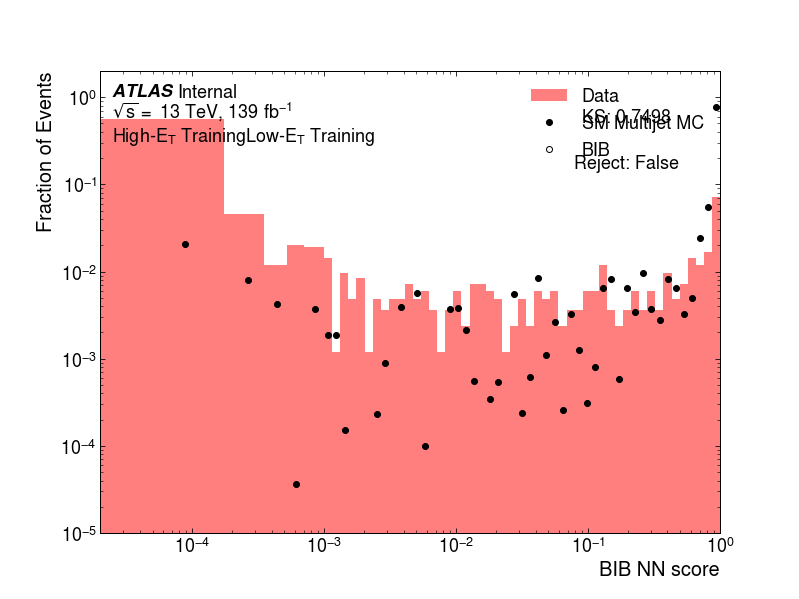 ATLAS Internal
√s = 13 TeV, 139 fb⁻¹
High-E_T TrainingLow-E_T Training
Data
KS: 0.7498
SM Multijet MC
BIB
Reject: False
Fraction of Events
10⁰
10⁻¹
10⁻²
10⁻³
10⁻⁴
10⁻⁵
10⁻⁴
10⁻³
10⁻²
10⁻¹
10⁰
BIB NN score